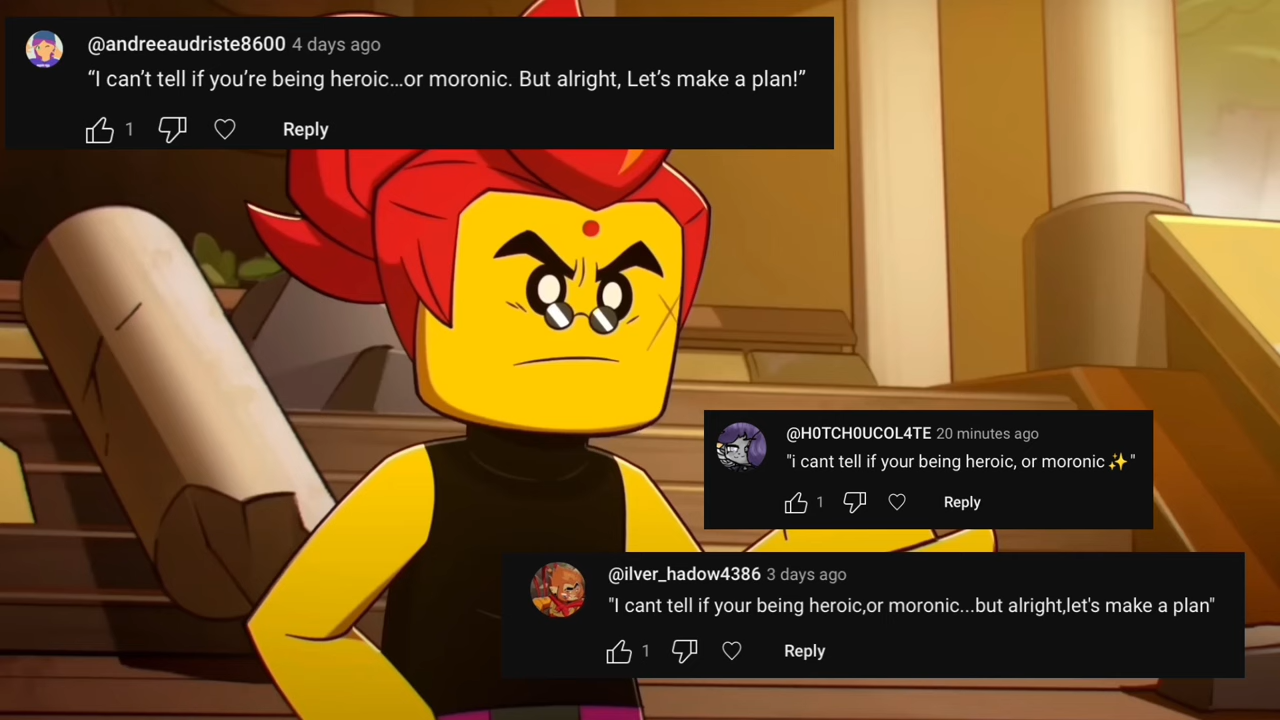 @andreeaudriste8600 4 days ago
“I can’t tell if you’re being heroic…or moronic. But alright, Let’s make a plan!”
1 Reply
@H0TCH0UCOL4TE 20 minutes ago
"i cant tell if your being heroic, or moronic ✨"
1 Reply
@ilver_hadow4386 3 days ago
"I cant tell if your being heroic,or moronic...but alright,let's make a plan"
1 Reply